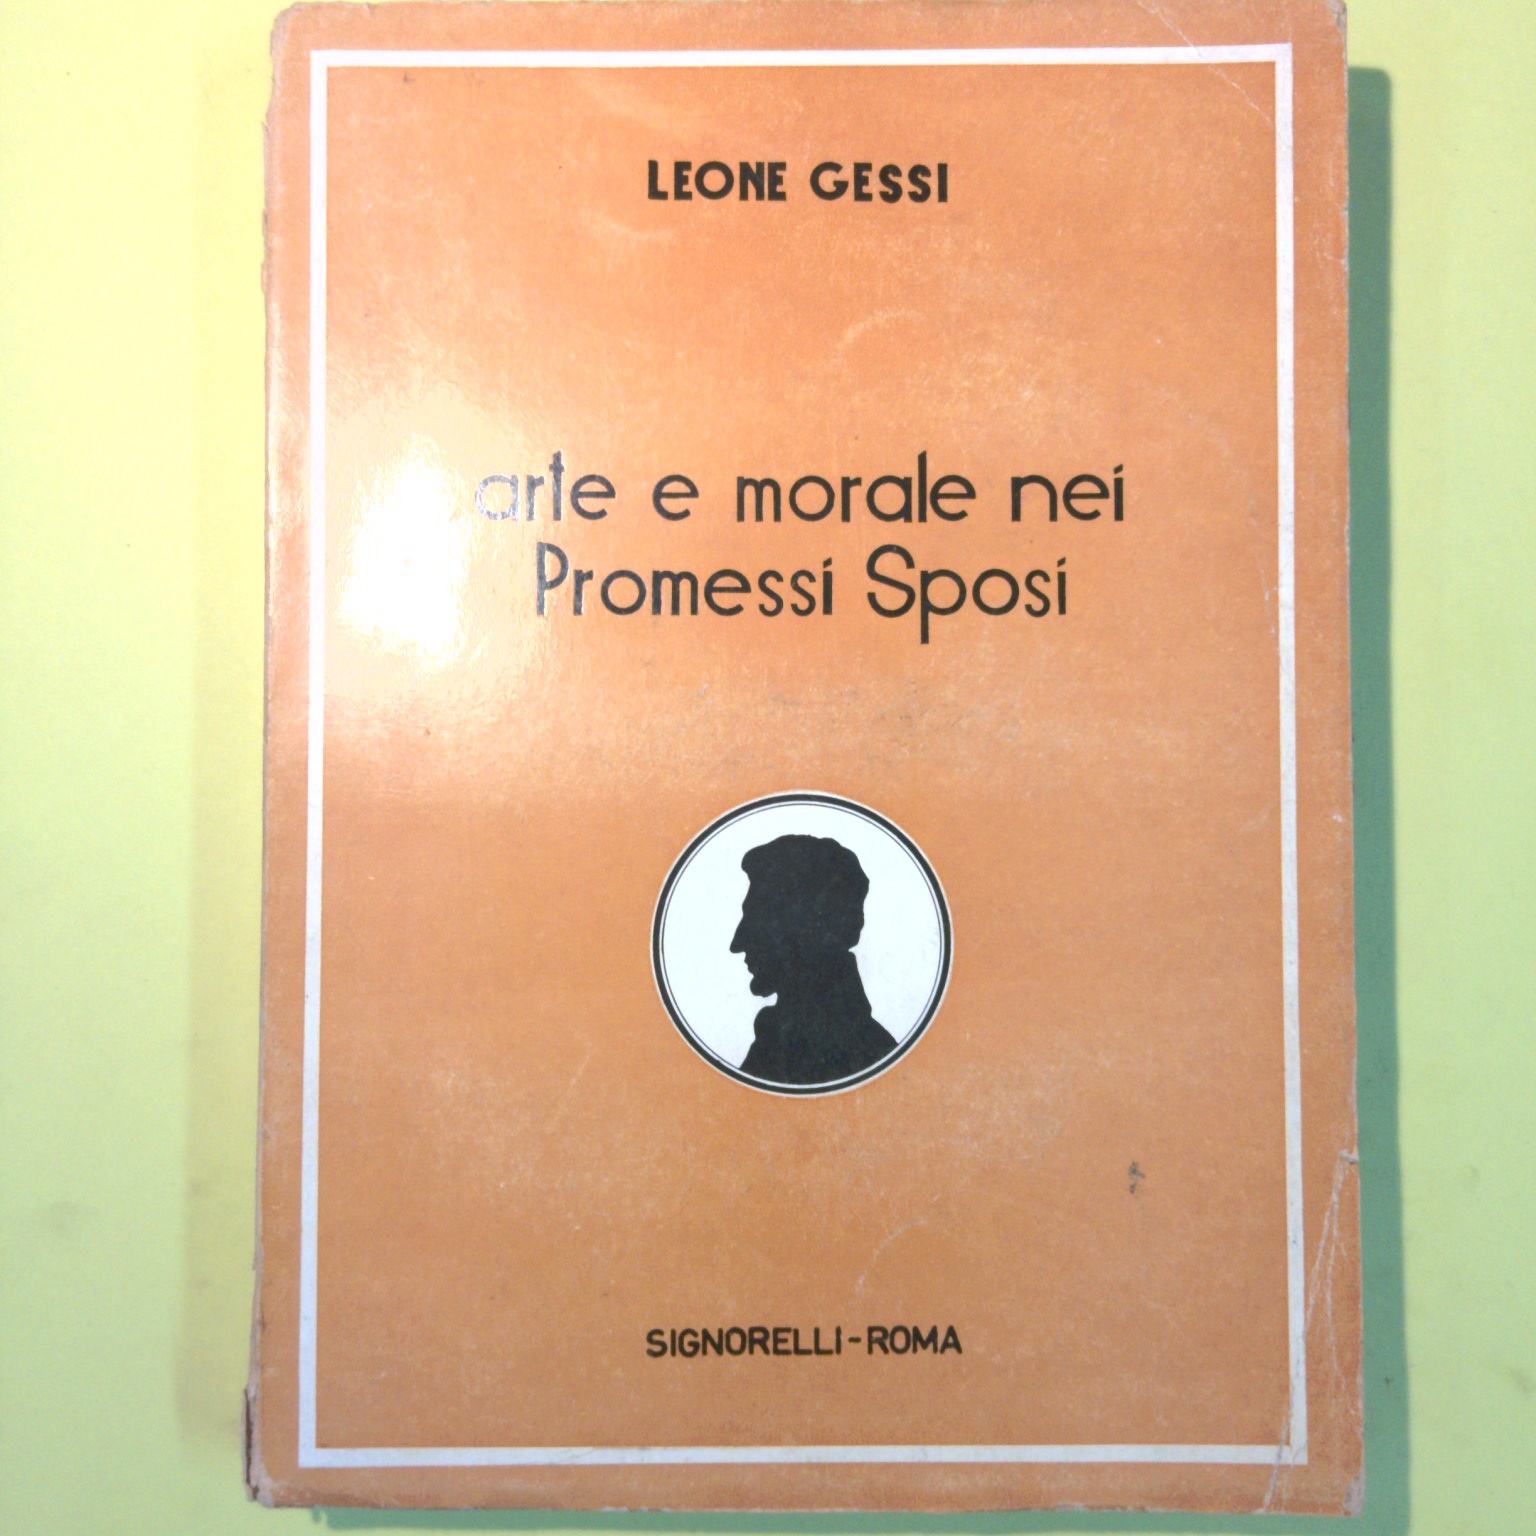 LEONE GESSI
arte e morale nei
Promessi Sposi
SIGNORELLI-ROMA